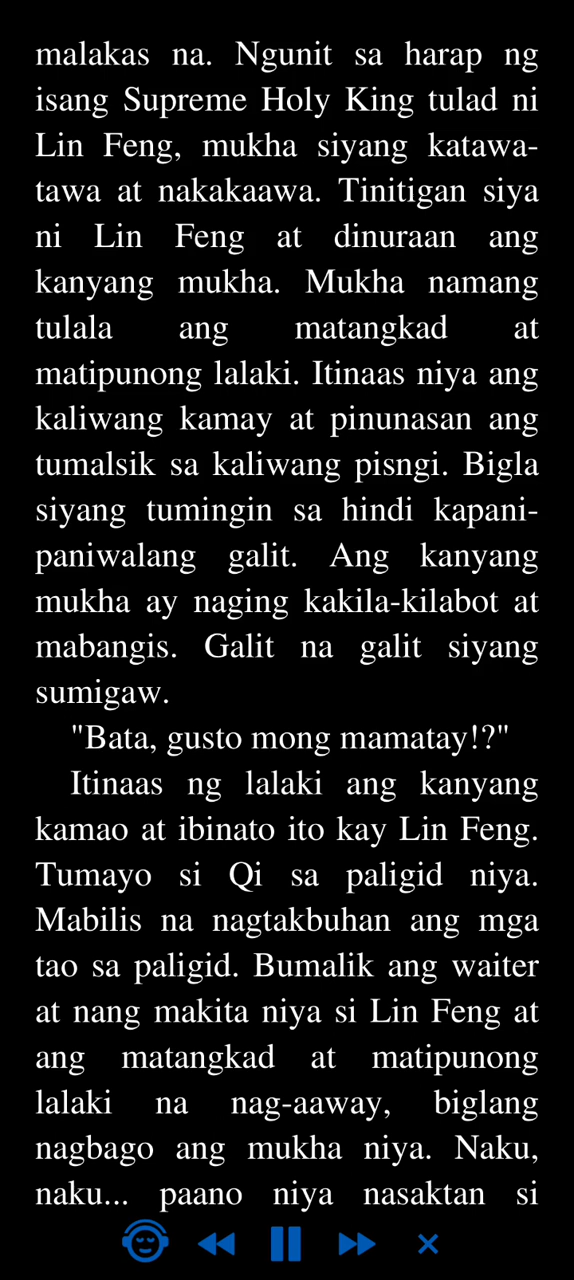 malakas na. Ngunit sa harap ng
isang Supreme Holy King tulad ni
Lin Feng, mukha siyang katawa-
tawa at nakakaawa. Tinitigan siya
ni Lin Feng at dinuraan ang
kanyang mukha. Mukha namang
tulala ang matangkad at
matipunong lalaki. Itinaas niya ang
kaliwang kamay at pinunasan ang
tumalsik sa kaliwang pisngi. Bigla
siyang tumingin sa hindi kapani-
paniwalang galit. Ang kanyang
mukha ay naging kakila-kilabot at
mabangis. Galit na galit siyang
sumigaw.
"Bata, gusto mong mamatay!?"
Itinaas ng lalaki ang kanyang
kamao at ibinato ito kay Lin Feng.
Tumayo si Qi sa paligid niya.
Mabilis na nagtakbuhan ang mga
tao sa paligid. Bumalik ang waiter
at nang makita niya si Lin Feng at
ang matangkad at matipunong
lalaki na nag-aaway, biglang
nagbago ang mukha niya. Naku,
naku... paano niya nasaktan si